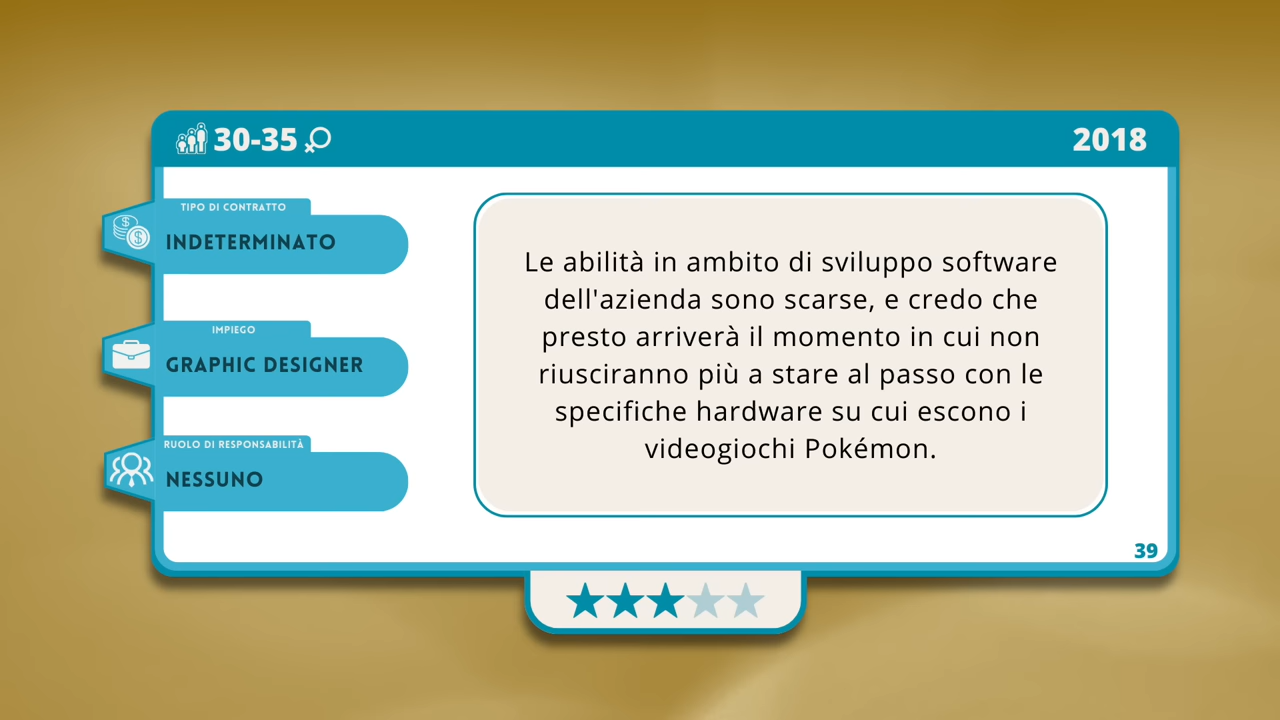 30-35
2018
TIPO DI CONTRATTO
INDETERMINATO
IMPIEGO
GRAPHIC DESIGNER
RUOLO DI RESPONSABILITÀ
NESSUNO
Le abilità in ambito di sviluppo software
dell'azienda sono scarse, e credo che
presto arriverà il momento in cui non
riusciranno più a stare al passo con le
specifiche hardware su cui escono i
videogiochi Pokémon.
39